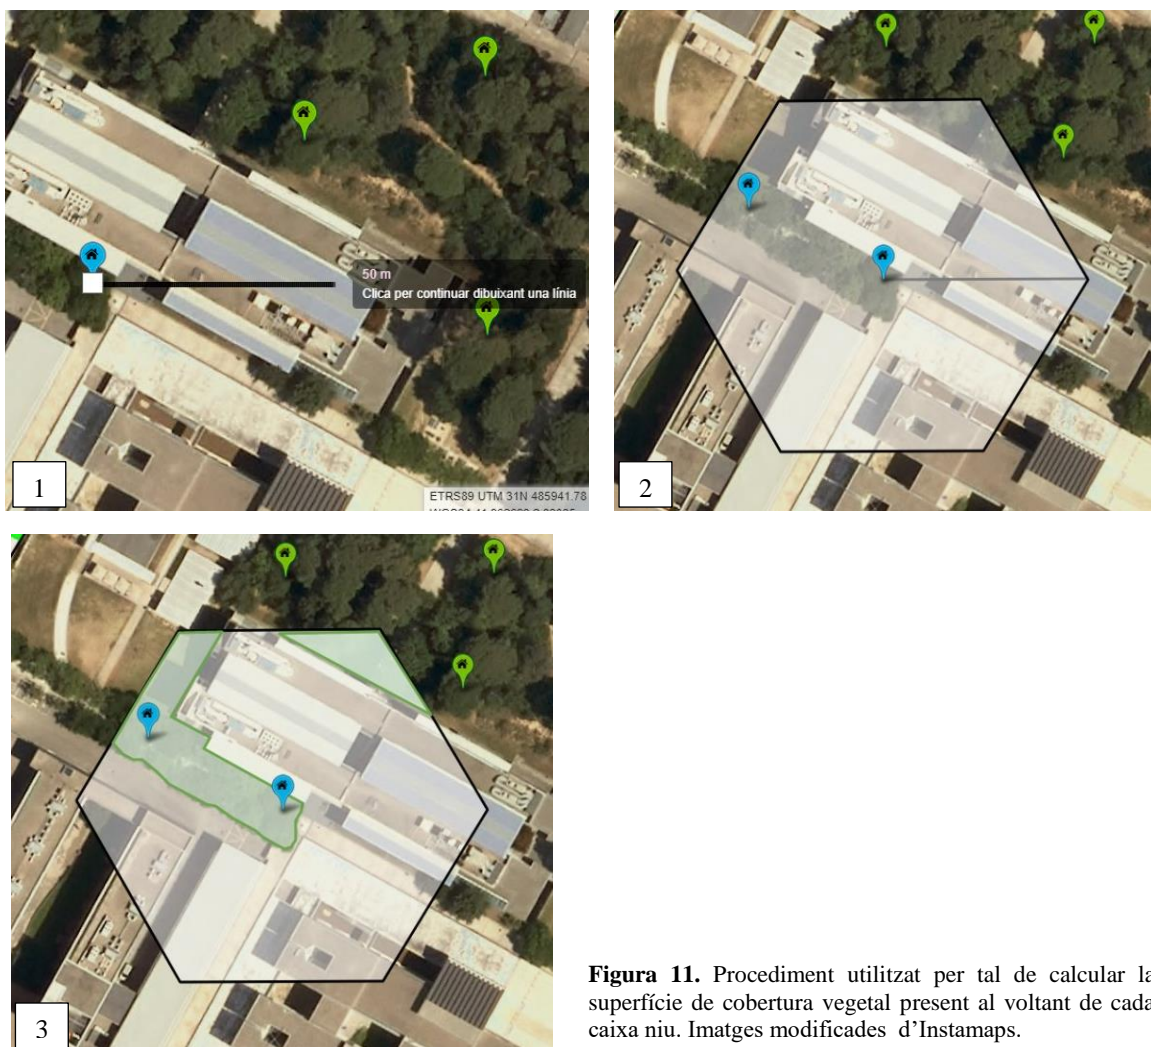 50 m
Clica per continuar dibuixant una línia
1
ETRS89 UTM 31N 485941.78
2
3
Figura 11. Procediment utilitzat per tal de calcular la
superfície de cobertura vegetal present al voltant de cada
caixa niu. Imatges modificades d’Instamaps.